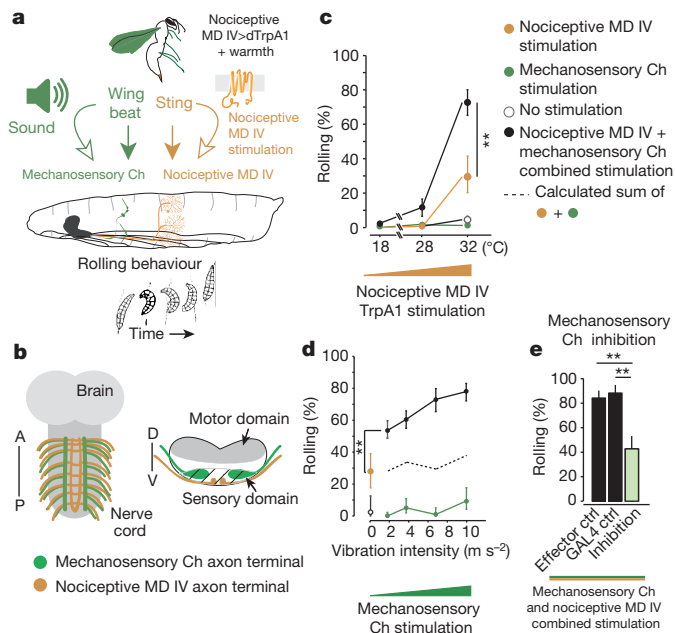 a
Nociceptive
MD IV>dTrpA1
+ warmth
Sound
Wing
beat
Sting
Nociceptive
MD IV
stimulation
Mechanosensory Ch
Nociceptive MD IV
Rolling behaviour
Time
b
Brain
A
P
Nerve
cord
D
V
Motor domain
Sensory domain
Mechanosensory Ch axon terminal
Nociceptive MD IV axon terminal
c
Rolling (%)
100
80
60
40
20
0
18
28
32
(°C)
**
Nociceptive MD IV
TrpA1 stimulation
Nociceptive MD IV
stimulation
Mechanosensory Ch
stimulation
No stimulation
Nociceptive MD IV +
mechanosensory Ch
combined stimulation
Calculated sum of
+
d
Rolling (%)
100
80
60
40
20
0
**
0
2
4
6
8
10
Vibration intensity (m s⁻²)
Mechanosensory
Ch stimulation
e
Mechanosensory
Ch inhibition
**
**
Rolling (%)
100
80
60
40
20
0
Effector ctrl
GAL4 ctrl
Inhibition
Mechanosensory Ch
and nociceptive MD IV
combined stimulation